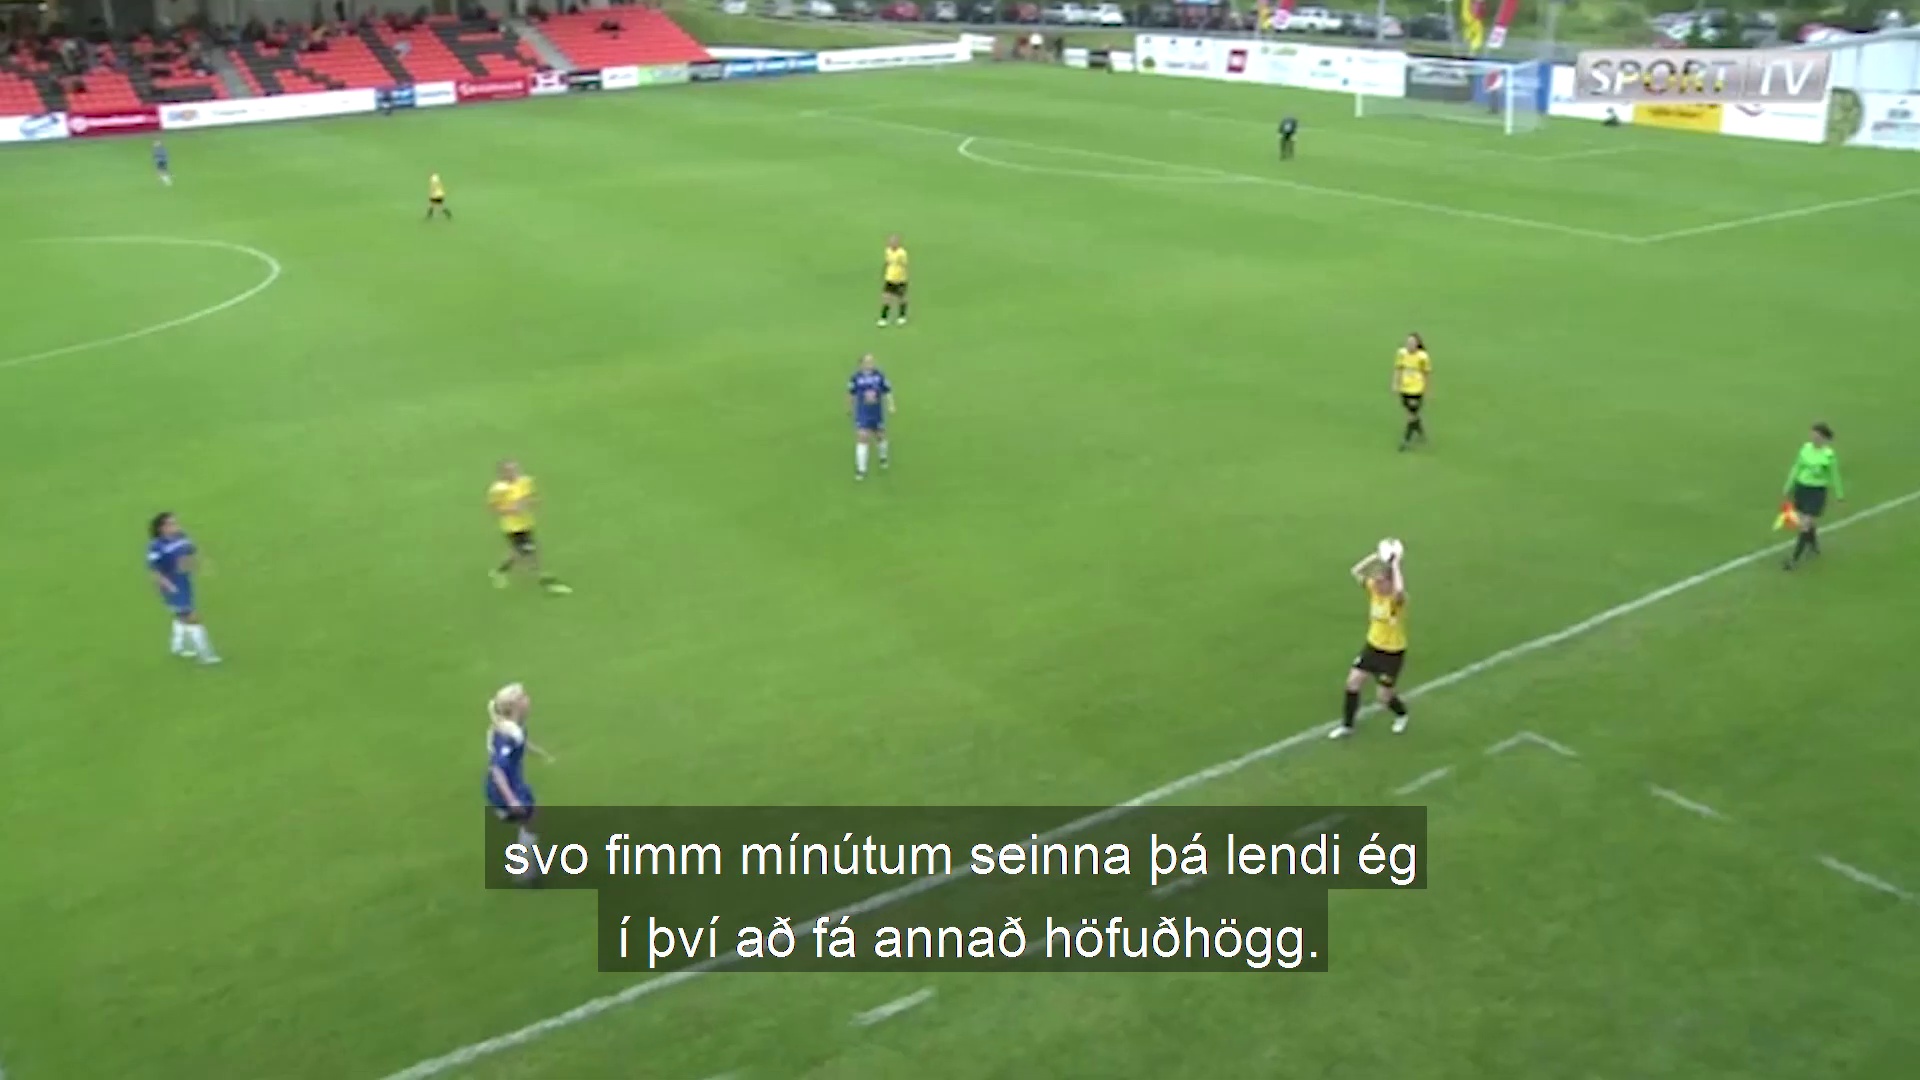 SPORT TV
svo fimm mínútum seinna þá lendi ég
í því að fá annað höfuðhögg.